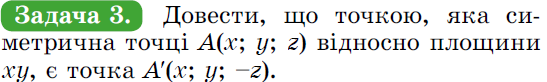 Задача 3. Довести, що точкою, яка си-
метрична точці A(x; y; z) відносно площини
xy, є точка A′(x; y; –z).